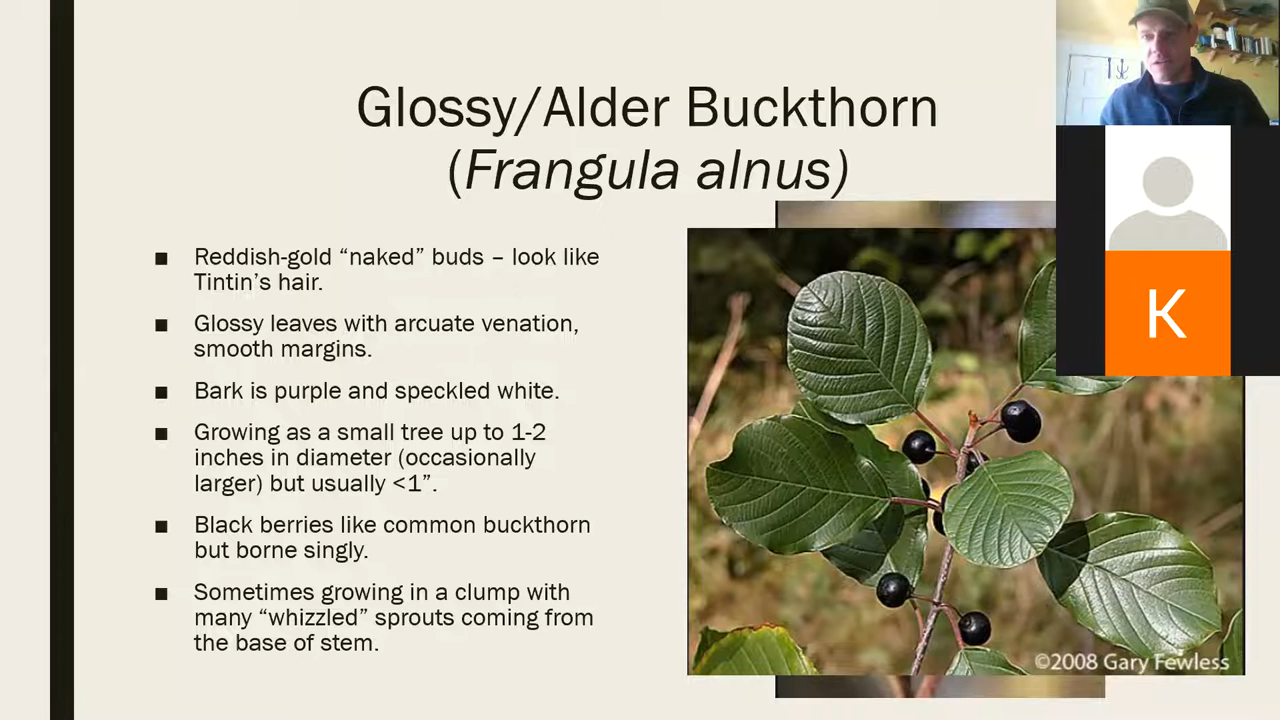 Glossy/Alder Buckthorn
(Frangula alnus)
■ Reddish-gold “naked” buds – look like
Tintin’s hair.
■ Glossy leaves with arcuate venation,
smooth margins.
■ Bark is purple and speckled white.
■ Growing as a small tree up to 1-2
inches in diameter (occasionally
larger) but usually <1”.
■ Black berries like common buckthorn
but borne singly.
■ Sometimes growing in a clump with
many “whizzled” sprouts coming from
the base of stem.
K
©2008 Gary Fewless